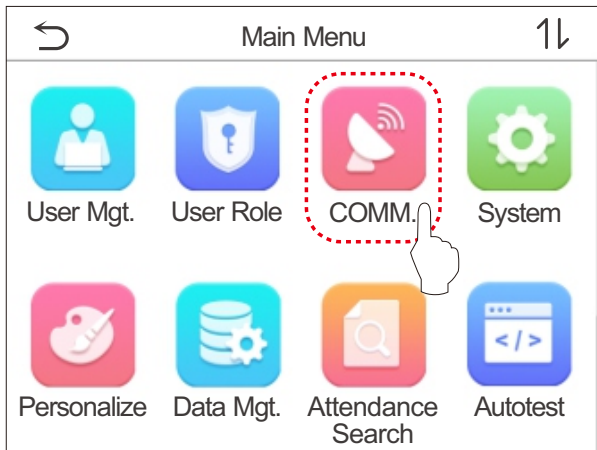 Main Menu
User Mgt.
User Role
COMM.
System
</>
Personalize
Data Mgt.
Attendance
Search
Autotest